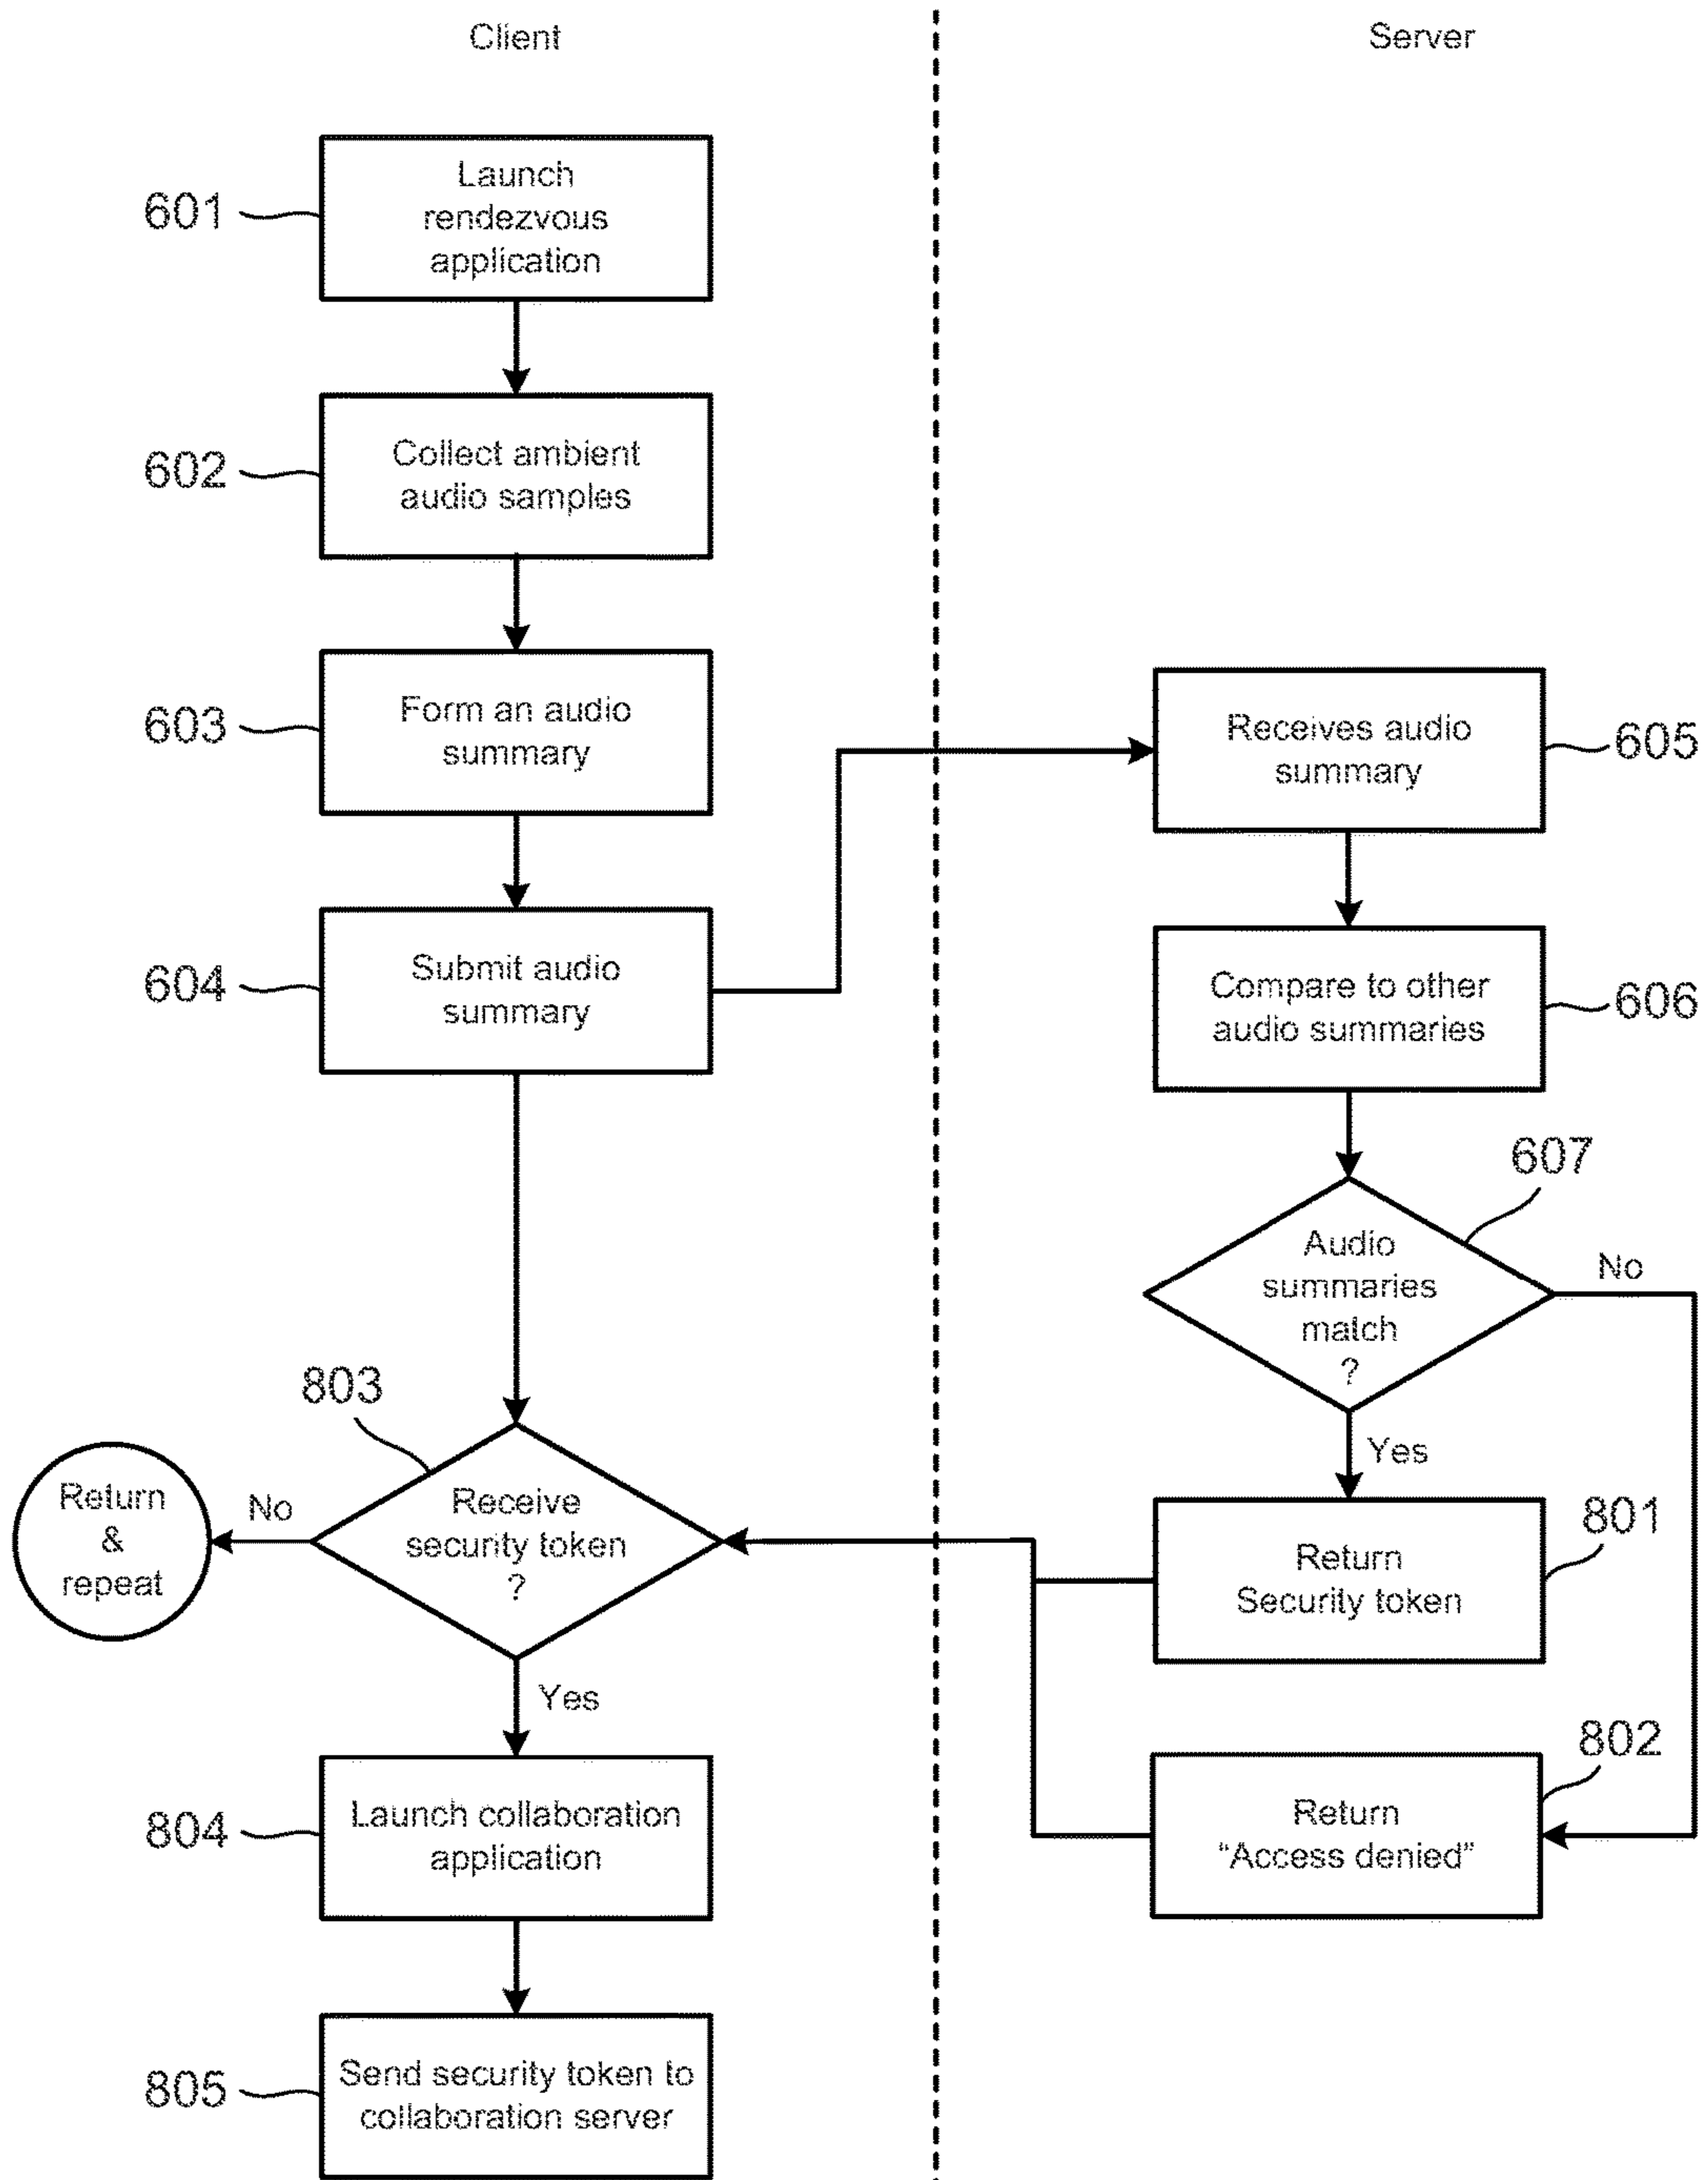 Client
Server
601
Launch
rendezvous
application
602
Collect ambient
audio samples
603
Form an audio
summary
604
Submit audio
summary
Receives audio
summary
605
Compare to other
audio summaries
606
607
Audio
summaries
match
?
No
Yes
801
Return
Security token
802
Return
“Access denied”
803
Receive
security token
?
No
Return
&
repeat
Yes
804
Launch collaboration
application
805
Send security token to
collaboration server